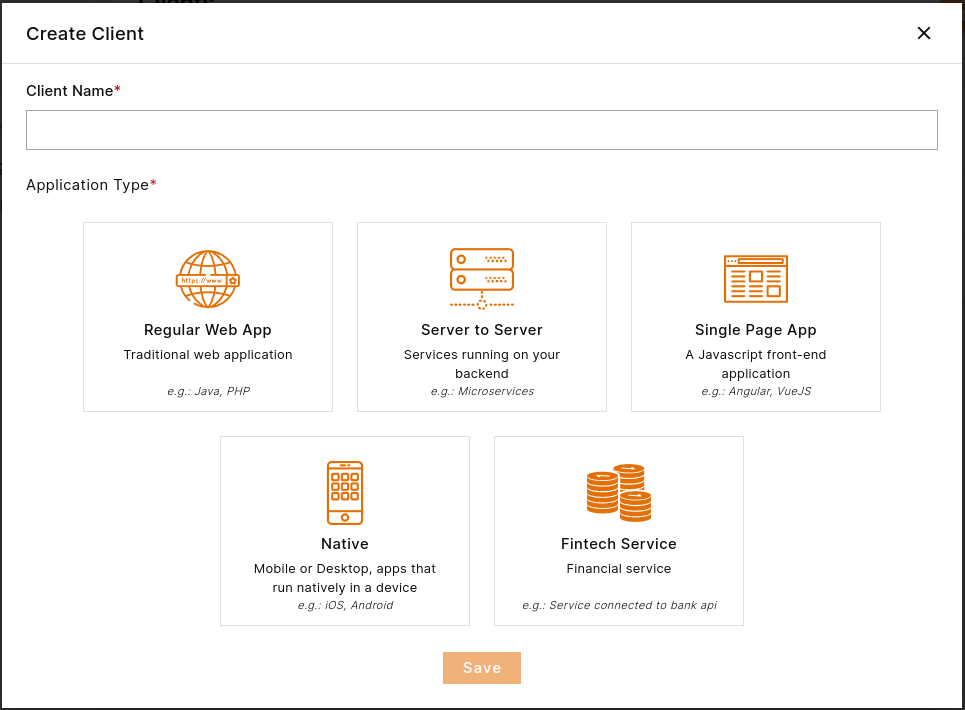 Create Client
Client Name*
Application Type*
https://www
Regular Web App
Traditional web application
e.g.: Java, PHP
Server to Server
Services running on your
backend
e.g.: Microservices
Single Page App
A Javascript front-end
application
e.g.: Angular, VueJS
Native
Mobile or Desktop, apps that
run natively in a device
e.g.: iOS, Android
Fintech Service
Financial service
e.g.: Service connected to bank api
Save